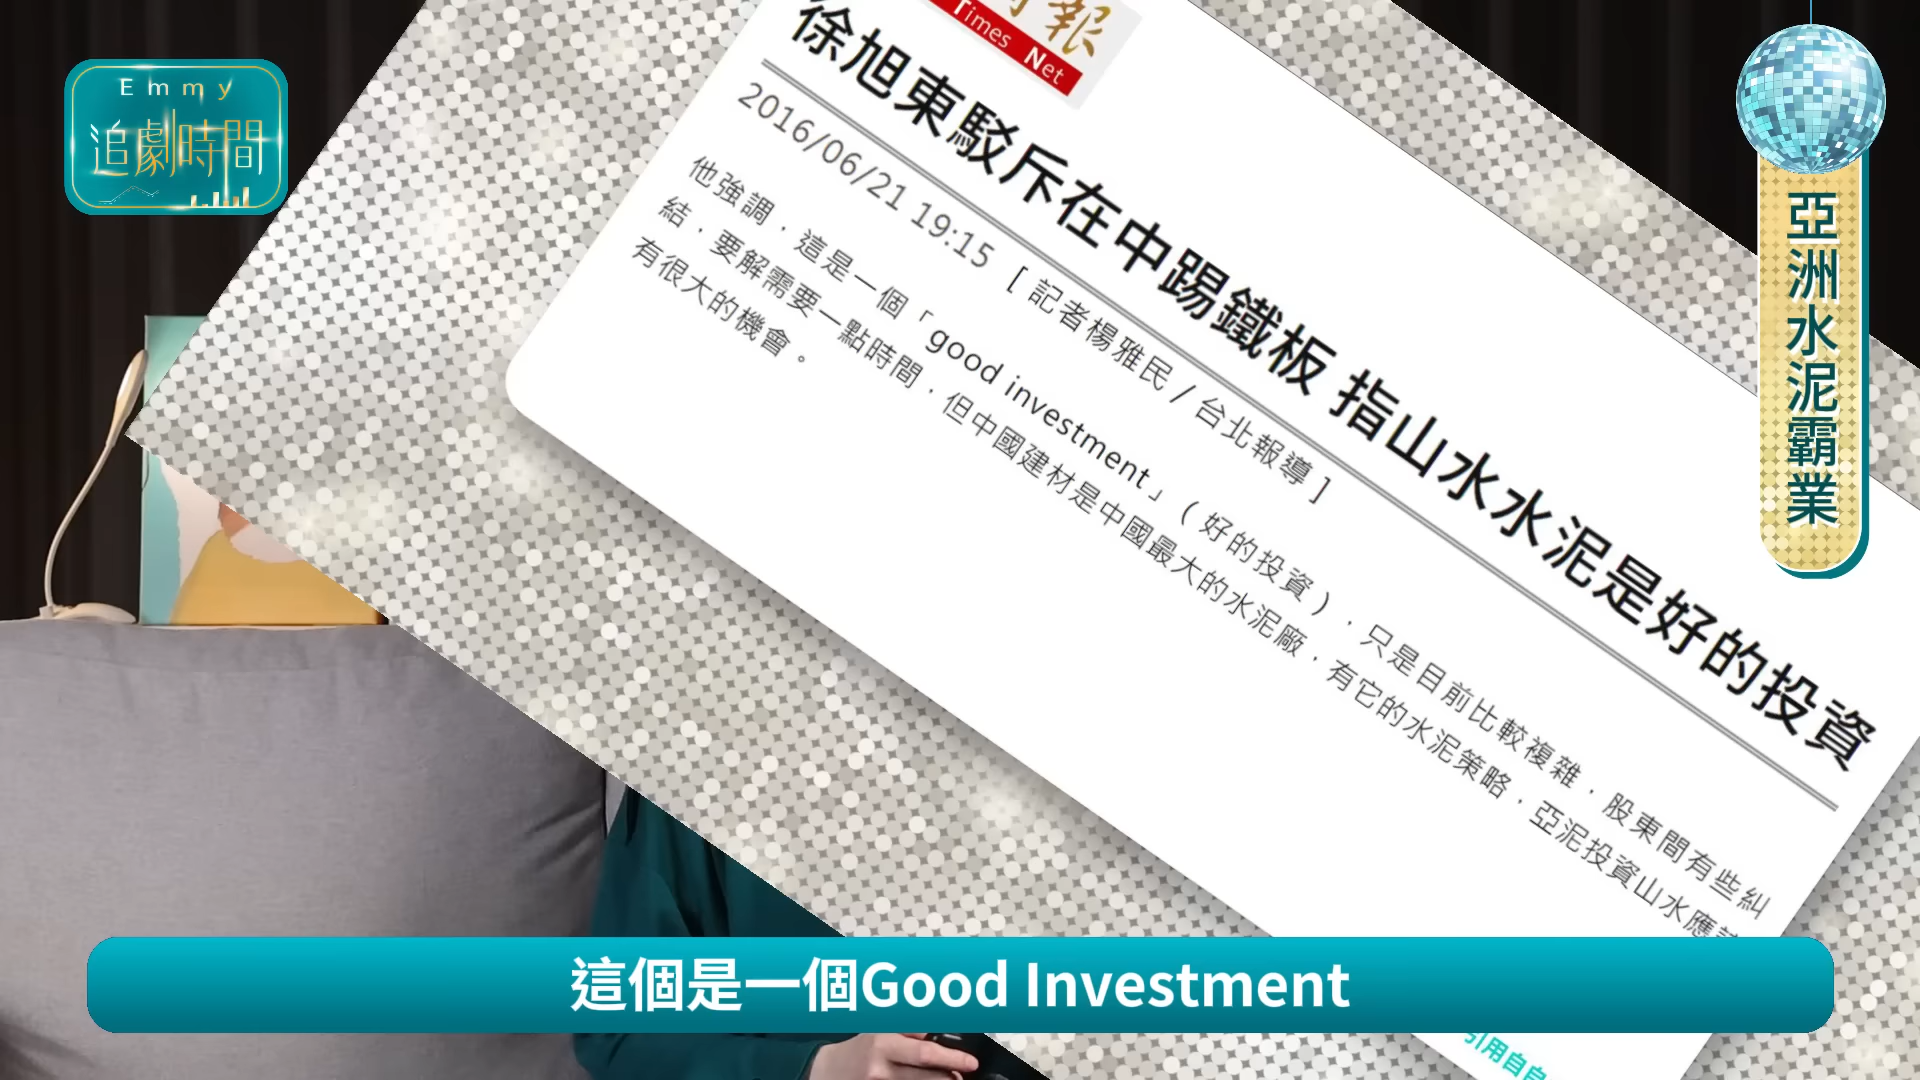 Emmy
追劇時間
報
Times Net
徐旭東駁斥在中踢鐵板 指山水水泥是好的投資
2016/06/21 19:15 [ 記者楊雅民/台北報導 ]
他強調，這是一個「good investment」(好的投資)，只是目前比較複雜，股東間有些糾
結，要解需要一點時間，但中國建材是中國最大的水泥廠，有它的水泥策略，亞泥投資山水應
有很大的機會。
亞洲水泥霸業
這個是一個Good Investment
引用自自